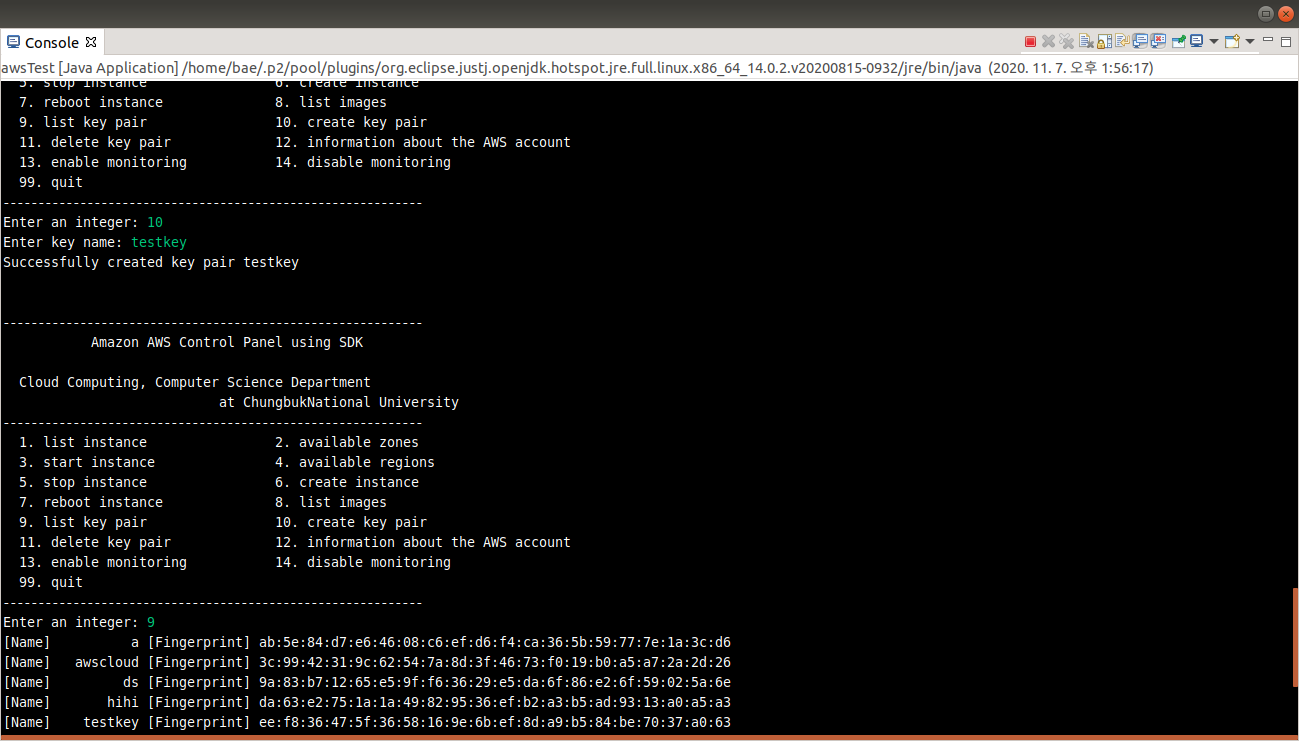 Console
awsTest [Java Application] /home/bae/.p2/pool/plugins/org.eclipse.justj.openjdk.hotspot.jre.full.linux.x86_64_14.0.2.v20200815-0932/jre/bin/java (2020. 11. 7. 오후 1:56:17)
5. stop instance 6. create instance
7. reboot instance 8. list images
9. list key pair 10. create key pair
11. delete key pair 12. information about the AWS account
13. enable monitoring 14. disable monitoring
99. quit
------------------------------------------------------------
Enter an integer: 10
Enter key name: testkey
Successfully created key pair testkey
------------------------------------------------------------
Amazon AWS Control Panel using SDK
Cloud Computing, Computer Science Department
at ChungbukNational University
------------------------------------------------------------
1. list instance 2. available zones
3. start instance 4. available regions
5. stop instance 6. create instance
7. reboot instance 8. list images
9. list key pair 10. create key pair
11. delete key pair 12. information about the AWS account
13. enable monitoring 14. disable monitoring
99. quit
------------------------------------------------------------
Enter an integer: 9
[Name] a [Fingerprint] ab:5e:84:d7:e6:46:08:c6:ef:d6:f4:ca:36:5b:59:77:7e:1a:3c:d6
[Name] awscloud [Fingerprint] 3c:99:42:31:9c:62:54:7a:8d:3f:46:73:f0:19:b0:a5:a7:2a:2d:26
[Name] ds [Fingerprint] 9a:83:b7:12:65:e5:9f:f6:36:29:e5:da:6f:86:e2:6f:59:02:5a:6e
[Name] hihi [Fingerprint] da:63:e2:75:1a:1a:49:82:95:36:ef:b2:a3:b5:ad:93:13:a0:a5:a3
[Name] testkey [Fingerprint] ee:f8:36:47:5f:36:58:16:9e:6b:ef:8d:a9:b5:84:be:70:37:a0:63